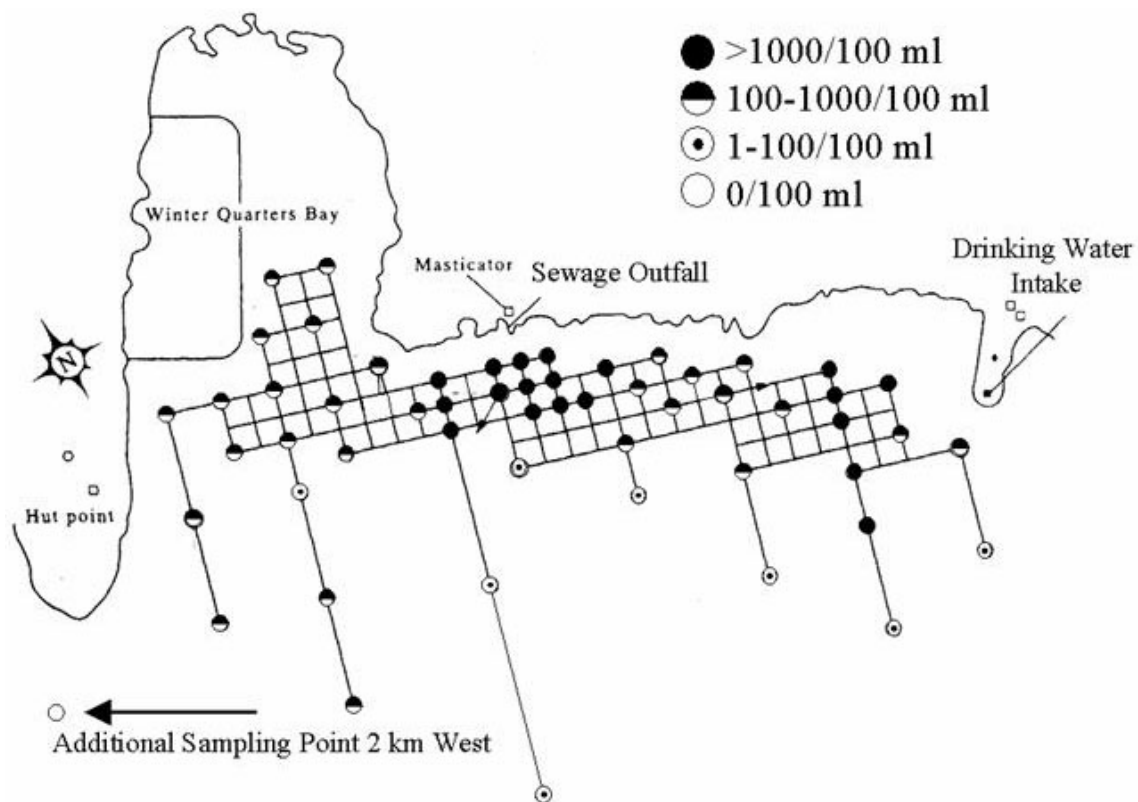 >1000/100 ml
100-1000/100 ml
1-100/100 ml
0/100 ml
Winter Quarters Bay
Masticator
Sewage Outfall
Drinking Water
Intake
N
Hut point
Additional Sampling Point 2 km West